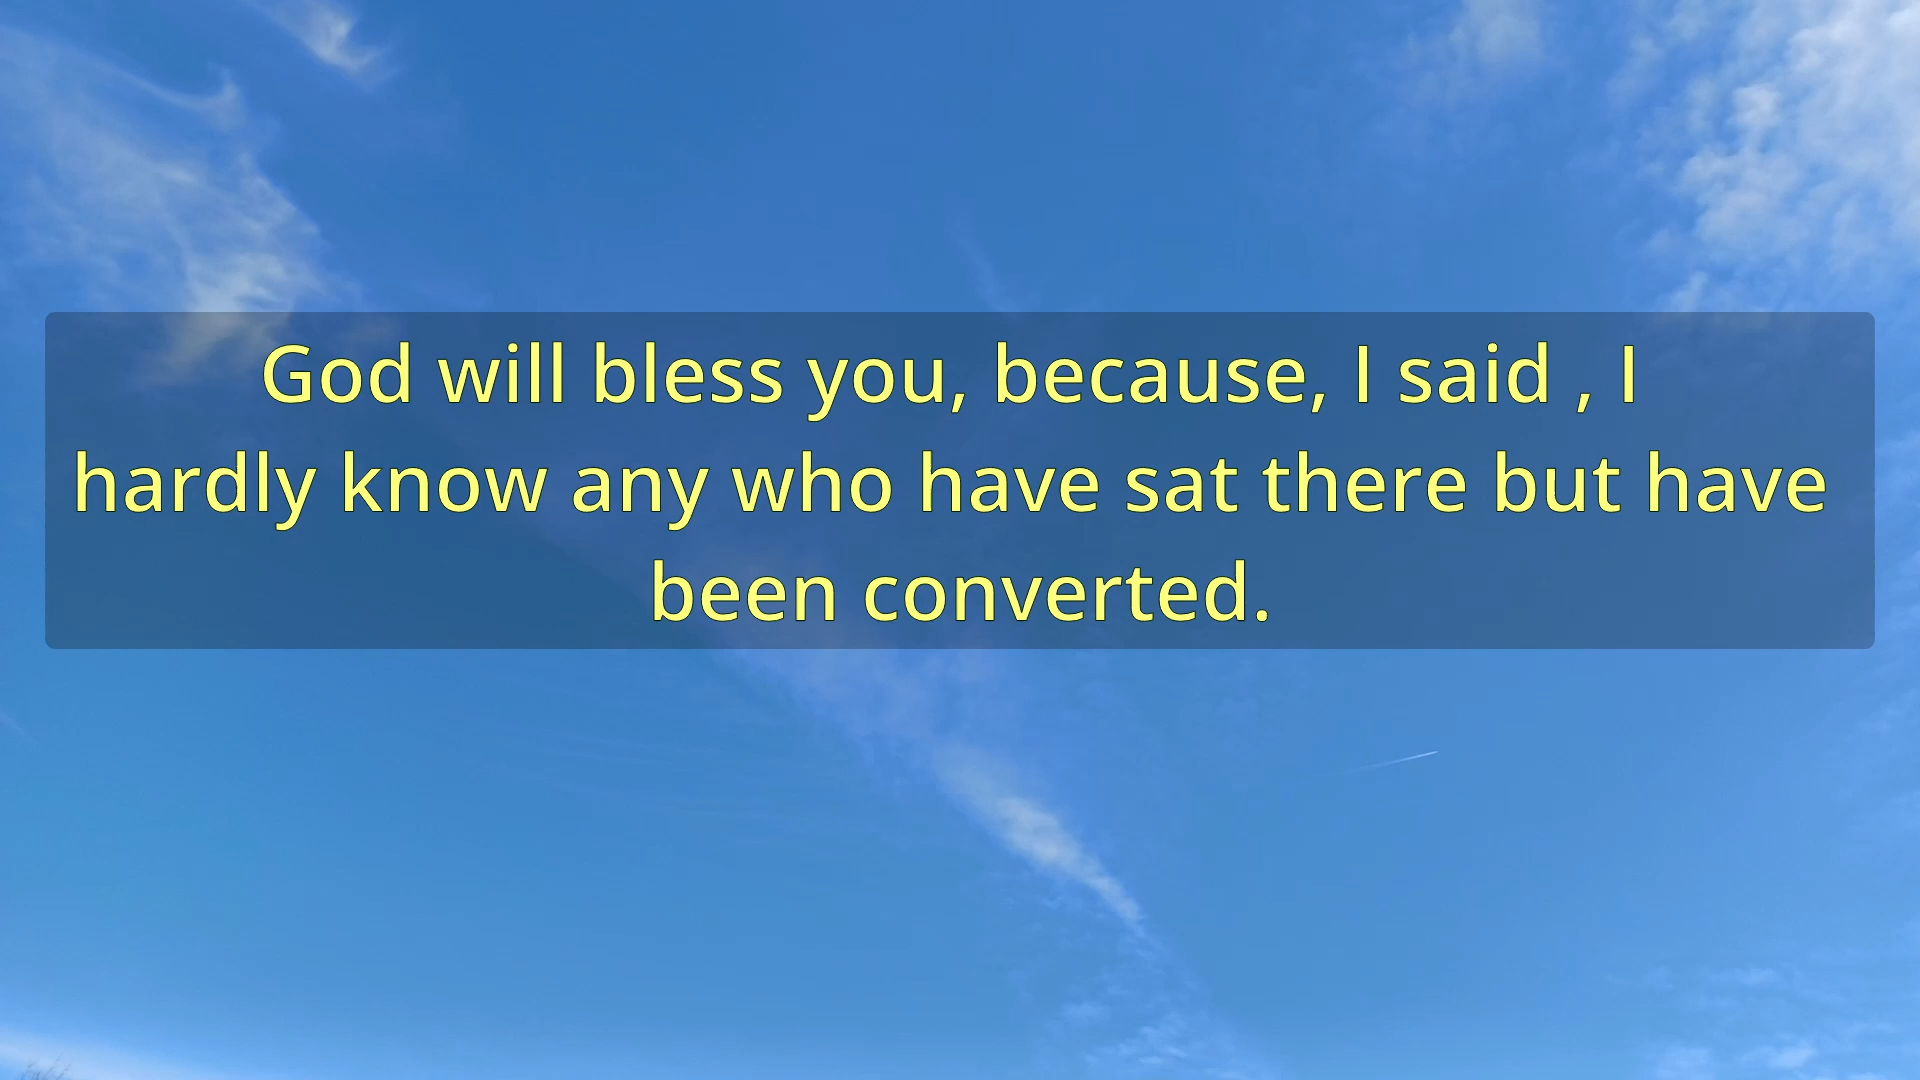 God will bless you, because, I said , I
hardly know any who have sat there but have
been converted.